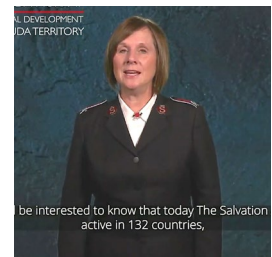 AL DEVELOPMENT
UDA TERRITORY
S S
l be interested to know that today The Salvation
active in 132 countries,